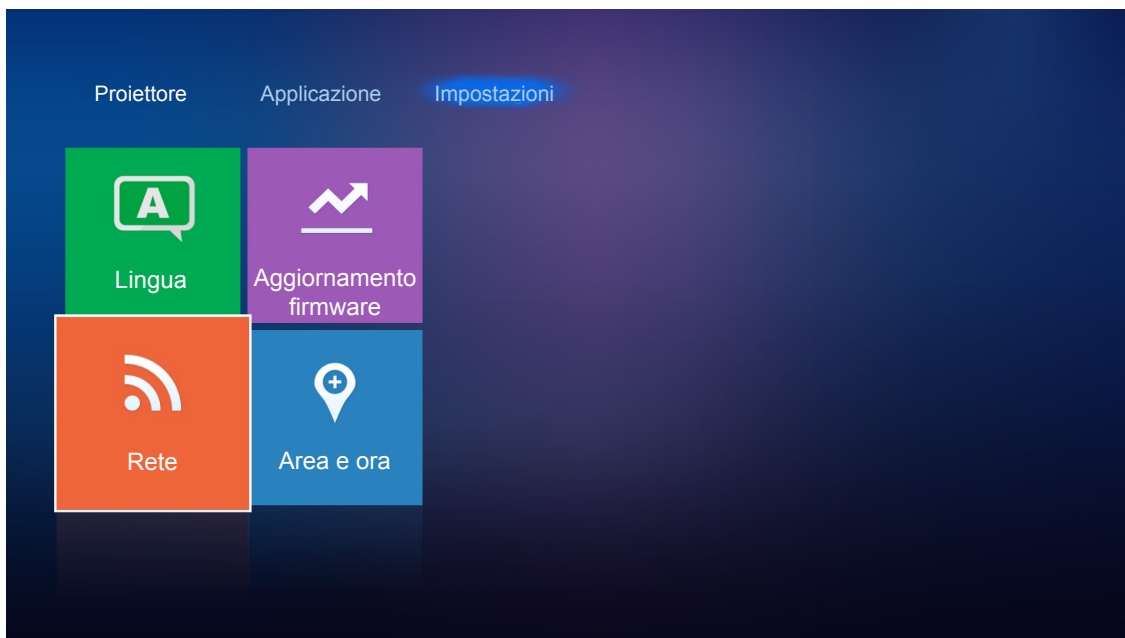 Proiettore Applicazione Impostazioni
A
Lingua
Aggiornamento
firmware
Rete
Area e ora